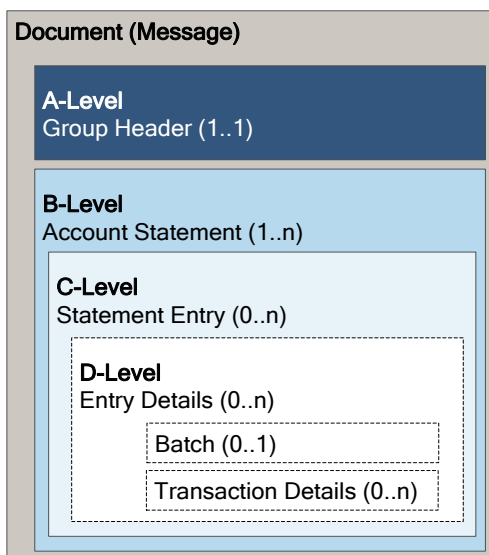 Document (Message)
A-Level
Group Header (1..1)
B-Level
Account Statement (1..n)
C-Level
Statement Entry (0..n)
D-Level
Entry Details (0..n)
Batch (0..1)
Transaction Details (0..n)